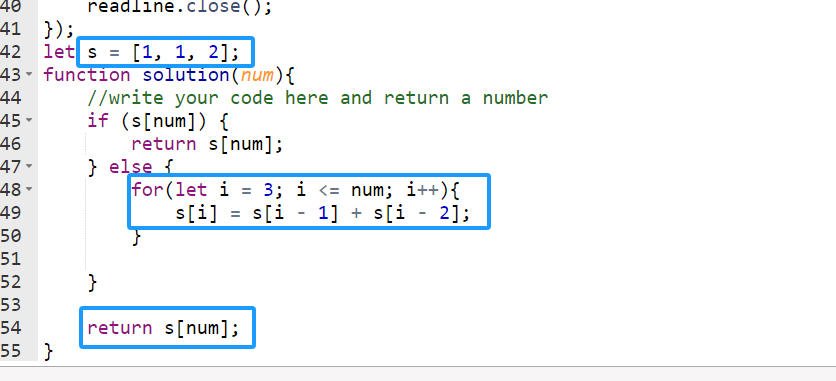 40 readline.close();
41 });
42 let s = [1, 1, 2];
43 function solution(num){
44 //write your code here and return a number
45 if (s[num]) {
46 return s[num];
47 } else {
48 for(let i = 3; i <= num; i++){
49 s[i] = s[i - 1] + s[i - 2];
50 }
51
52 }
53
54 return s[num];
55 }